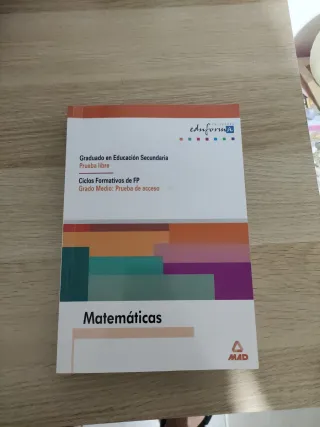 eduforma
Graduado en Educación Secundaria
Prueba libre
Ciclos Formativos de FP
Grado Medio: Prueba de acceso
Matemáticas
MAD